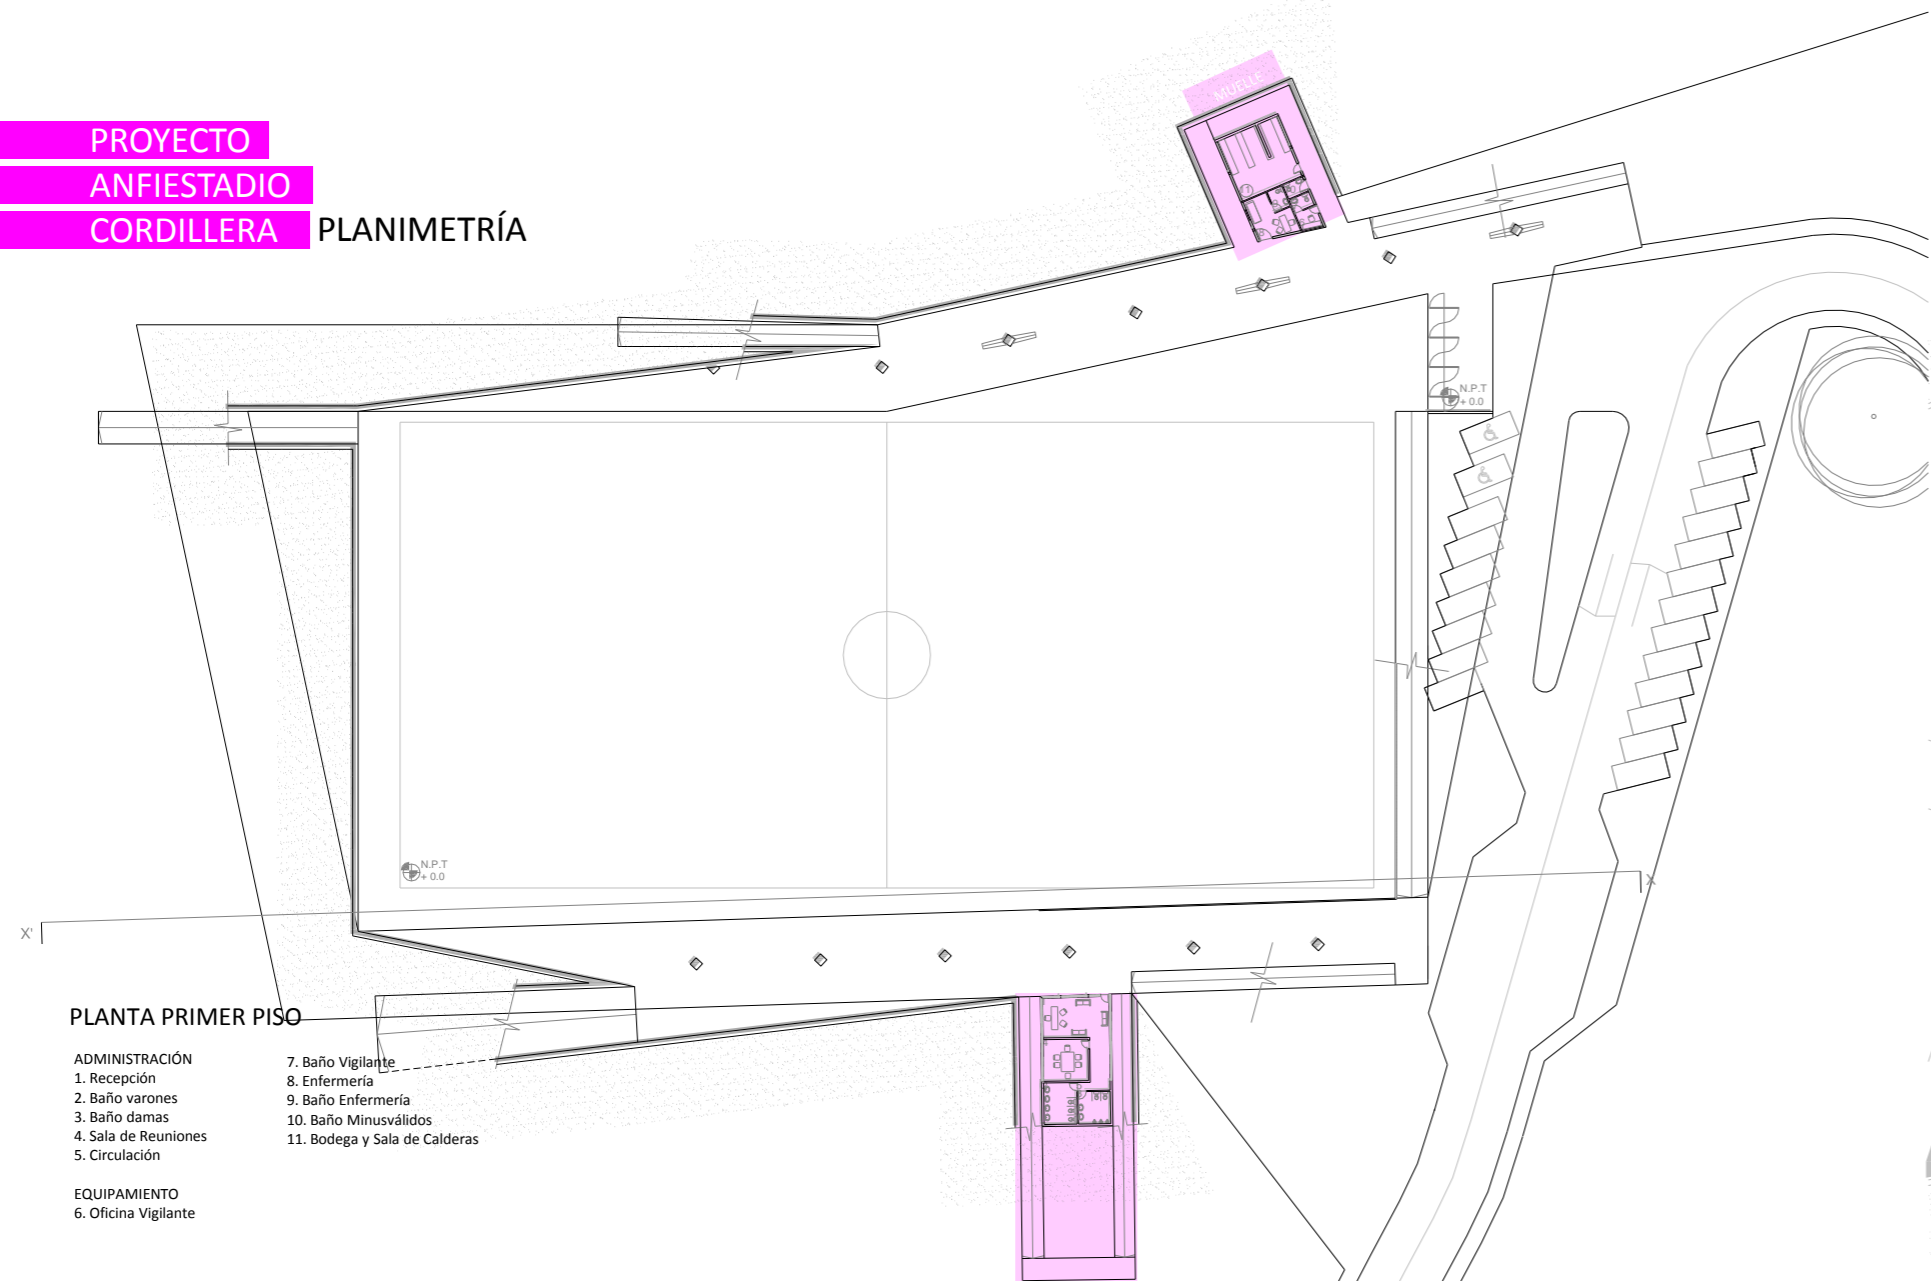 PROYECTO
ANFIESTADIO
CORDILLERA PLANIMETRÍA
MUELLE
N.P.T
+ 0.0
N.P.T
+ 0.0
X
X'
PLANTA PRIMER PISO
ADMINISTRACIÓN
1. Recepción
2. Baño varones
3. Baño damas
4. Sala de Reuniones
5. Circulación
EQUIPAMIENTO
6. Oficina Vigilante
7. Baño Vigilante
8. Enfermería
9. Baño Enfermería
10. Baño Minusválidos
11. Bodega y Sala de Calderas